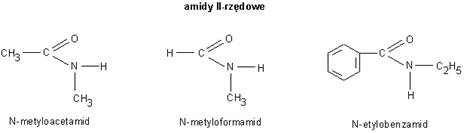 amidy II-rzędowe
CH₃ C O N H CH₃
H C O N H CH₃
C O N C₂H₅ H
N-metyloacetamid N-metyloformamid N-etylobenzamid